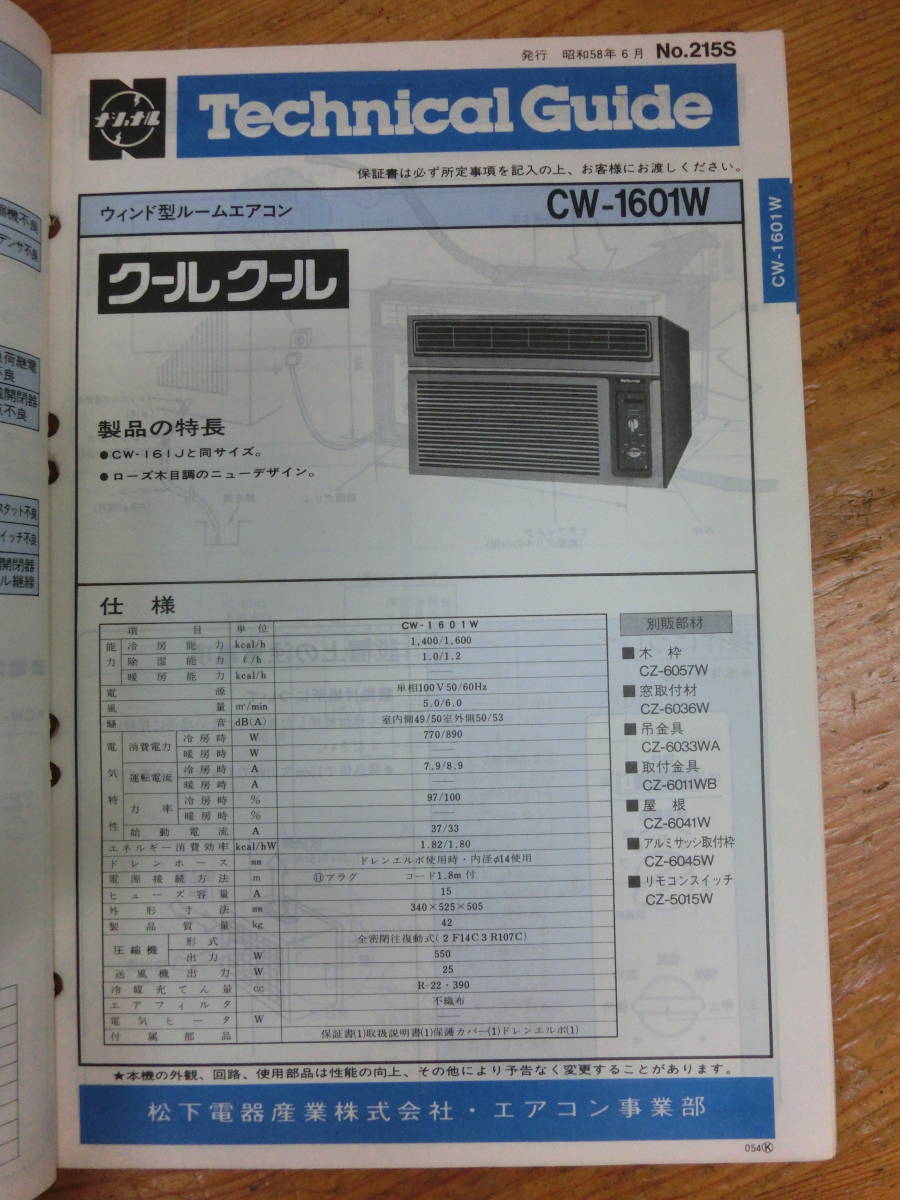 発行 昭和58年6月 No.215S
ナショナル
Technical Guide
保証書は必ず所定事項を記入の上、お客様にお渡しください。
ウィンド型ルームエアコン CW-1601W
CW-1601W
クールクール
National
製品の特長
●CW-161Jと同サイズ。
●ローズ木目調のニューデザイン。
仕様
項目 単位 CW-1601W
能力 冷房能力 kcal/h 1,400/1,600
除湿能力 ℓ/h 1.0/1.2
暖房能力 kcal/h
電源 単相100V50/60Hz
風量 m³/min 5.0/6.0
騒音 dB(A) 室内側49/50室外側50/53
電気特性 消費電力 冷房時 W 770/890
暖房時 W ——
運転電流 冷房時 A 7.9/8.9
暖房時 A ——
力率 冷房時 % 97/100
暖房時 % ——
始動電流 A 37/33
エネルギー消費効率 kcal/hW 1.82/1.80
ドレンホース mm ドレンエルボ使用時・内径φ14使用
電源接続方法 m ⑪プラグ コード1.8m付
ヒューズ容量 A 15
外形寸法 mm 340×525×505
製品質量 kg 42
圧縮機 形式 全密閉往復動式(2F14C3R107C)
出力 W 550
送風機出力 W 25
冷媒充てん量 cc R-22・390
エアフィルタ 不織布
電気ヒータ W ——
付属部品 保証書(1)取扱説明書(1)保護カバー(1)ドレンエルボ(1)
別販部材
■木枠
CZ-6057W
■窓取付材
CZ-6036W
■吊金具
CZ-6033WA
■取付金具
CZ-6011WB
■屋根
CZ-6041W
■アルミサッシ取付枠
CZ-6045W
■リモコンスイッチ
CZ-5015W
★本機の外観、回路、使用部品は性能の向上、その他により予告なく変更することがあります。
松下電器産業株式会社・エアコン事業部
054Ⓚ